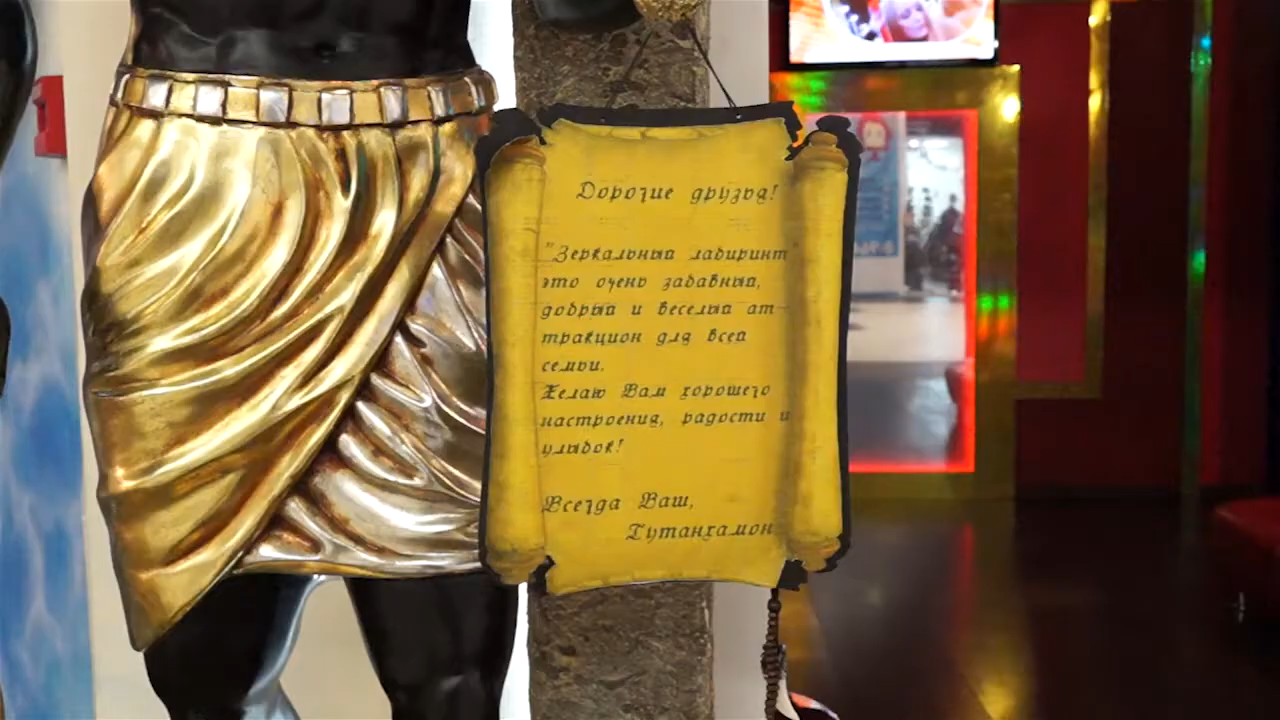 Дорогие друзья!
"Зеркальный лабиринт"
это очень забавный,
добрый и веселый ат-
тракцион для всей
семьи.
Желаю Вам хорошего
настроения, радости и
улыбок!
Всегда Ваш,
Тутанхамон